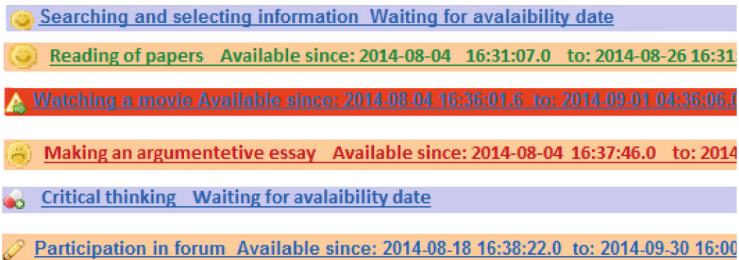 Searching and selecting information Waiting for avalaibility date
Reading of papers Available since: 2014-08-04 16:31:07.0 to: 2014-08-26 16:31:
Watching a movie Available since: 2014-08-04 16:36:01.6 to: 2014-09-01 04:36:06.0
Making an argumentetive essay Available since: 2014-08-04 16:37:46.0 to: 2014
Critical thinking Waiting for avalaibility date
Participation in forum Available since: 2014-08-18 16:38:22.0 to: 2014-09-30 16:00